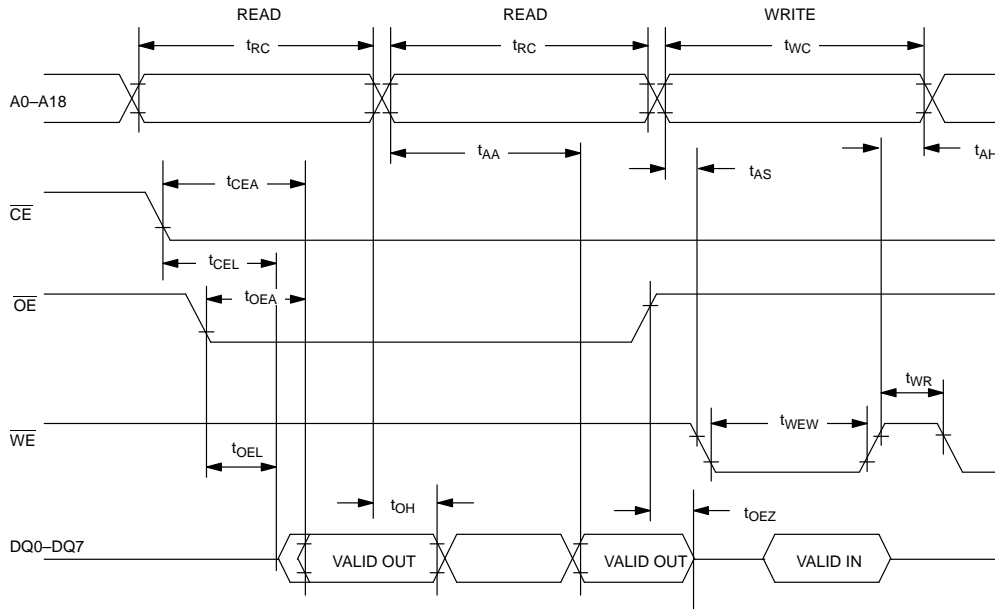 READ READ WRITE
tRC tRC tWC
A0–A18
tAA tAS tAH
tCEA
CE
tCEL
OE tOEA
tWR
WE tWEW
tOEL
tOH tOEZ
DQ0–DQ7 VALID OUT VALID OUT VALID IN